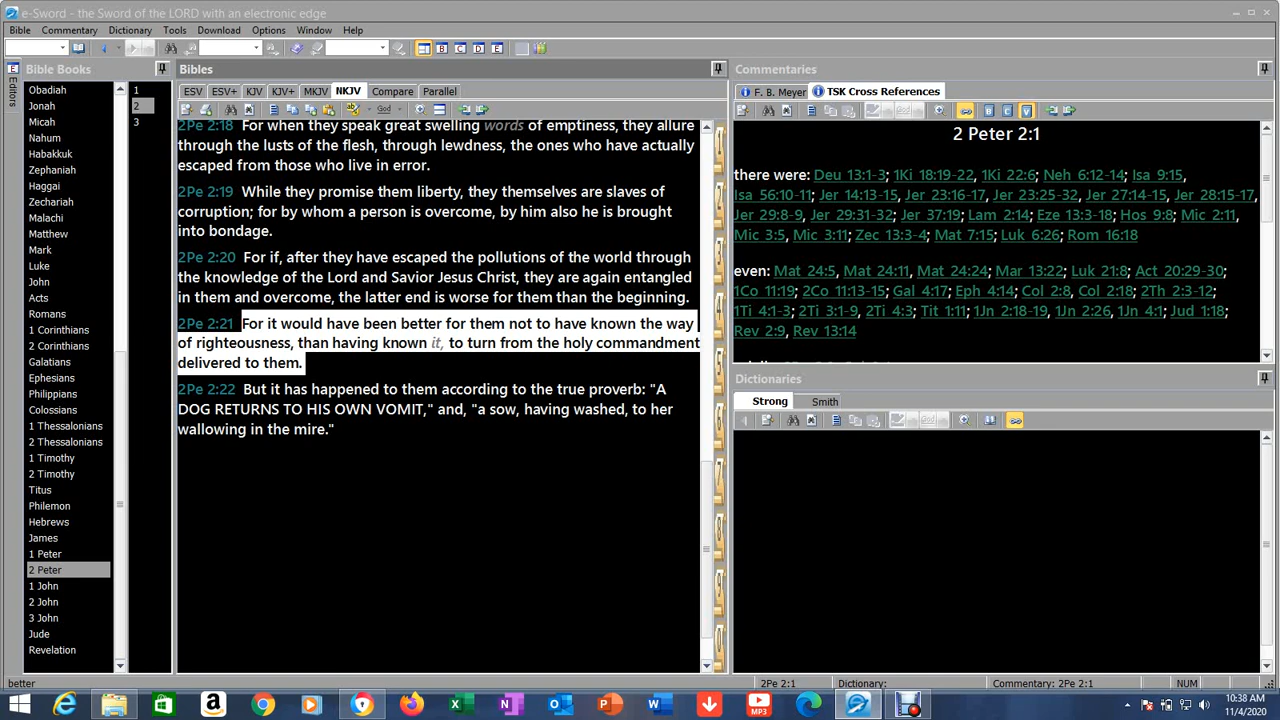 e-Sword - the Sword of the LORD with an electronic edge
Bible Commentary Dictionary Tools Download Options Window Help
B C D E
Editors
Bible Books
Obadiah
Jonah
Micah
Nahum
Habakkuk
Zephaniah
Haggai
Zechariah
Malachi
Matthew
Mark
Luke
John
Acts
Romans
1 Corinthians
2 Corinthians
Galatians
Ephesians
Philippians
Colossians
1 Thessalonians
2 Thessalonians
1 Timothy
2 Timothy
Titus
Philemon
Hebrews
James
1 Peter
2 Peter
1 John
2 John
3 John
Jude
Revelation
1
2
3
Bibles
ESV ESV+ KJV KJV+ MKJV NKJV Compare Parallel
God
2Pe 2:18 For when they speak great swelling words of emptiness, they allure
through the lusts of the flesh, through lewdness, the ones who have actually
escaped from those who live in error.
2Pe 2:19 While they promise them liberty, they themselves are slaves of
corruption; for by whom a person is overcome, by him also he is brought
into bondage.
2Pe 2:20 For if, after they have escaped the pollutions of the world through
the knowledge of the Lord and Savior Jesus Christ, they are again entangled
in them and overcome, the latter end is worse for them than the beginning.
2Pe 2:21 For it would have been better for them not to have known the way
of righteousness, than having known it, to turn from the holy commandment
delivered to them.
2Pe 2:22 But it has happened to them according to the true proverb: "A
DOG RETURNS TO HIS OWN VOMIT," and, "a sow, having washed, to her
wallowing in the mire."
Commentaries
F. B. Meyer TSK Cross References
God B C V
2 Peter 2:1
there were: Deu 13:1-3; 1Ki 18:19-22, 1Ki 22:6; Neh 6:12-14; Isa 9:15,
Isa 56:10-11; Jer 14:13-15, Jer 23:16-17, Jer 23:25-32, Jer 27:14-15, Jer 28:15-17,
Jer 29:8-9, Jer 29:31-32; Jer 37:19; Lam 2:14; Eze 13:3-18; Hos 9:8; Mic 2:11,
Mic 3:5, Mic 3:11; Zec 13:3-4; Mat 7:15; Luk 6:26; Rom 16:18
even: Mat 24:5, Mat 24:11, Mat 24:24; Mar 13:22; Luk 21:8; Act 20:29-30;
1Co 11:19; 2Co 11:13-15; Gal 4:17; Eph 4:14; Col 2:8, Col 2:18; 2Th 2:3-12;
1Ti 4:1-3; 2Ti 3:1-9, 2Ti 4:3; Tit 1:11; 1Jn 2:18-19, 1Jn 2:26, 1Jn 4:1; Jud 1:18;
Rev 2:9; Rev 13:14
Dictionaries
Strong Smith
God
better
2Pe 2:1 Dictionary: Commentary: 2Pe 2:1 NUM
MP3
10:38 AM
11/4/2020